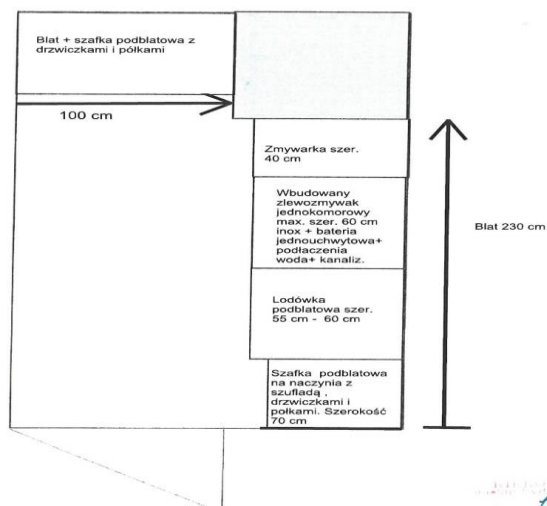 Blat + szafka podblatowa z
drzwiczkami i półkami
100 cm
Zmywarka szer.
40 cm
Wbudowany
zlewozmywak
jednokomorowy
max. szer. 60 cm
inox + bateria
jednouchwytowa+
podłaczenia
woda+ kanaliz.
Blat 230 cm
Lodówka
podblatowa szer.
55 cm - 60 cm
Szafka podblatowa
na naczynia z
szufladą ,
drzwiczkami i
połkami. Szerokość
70 cm